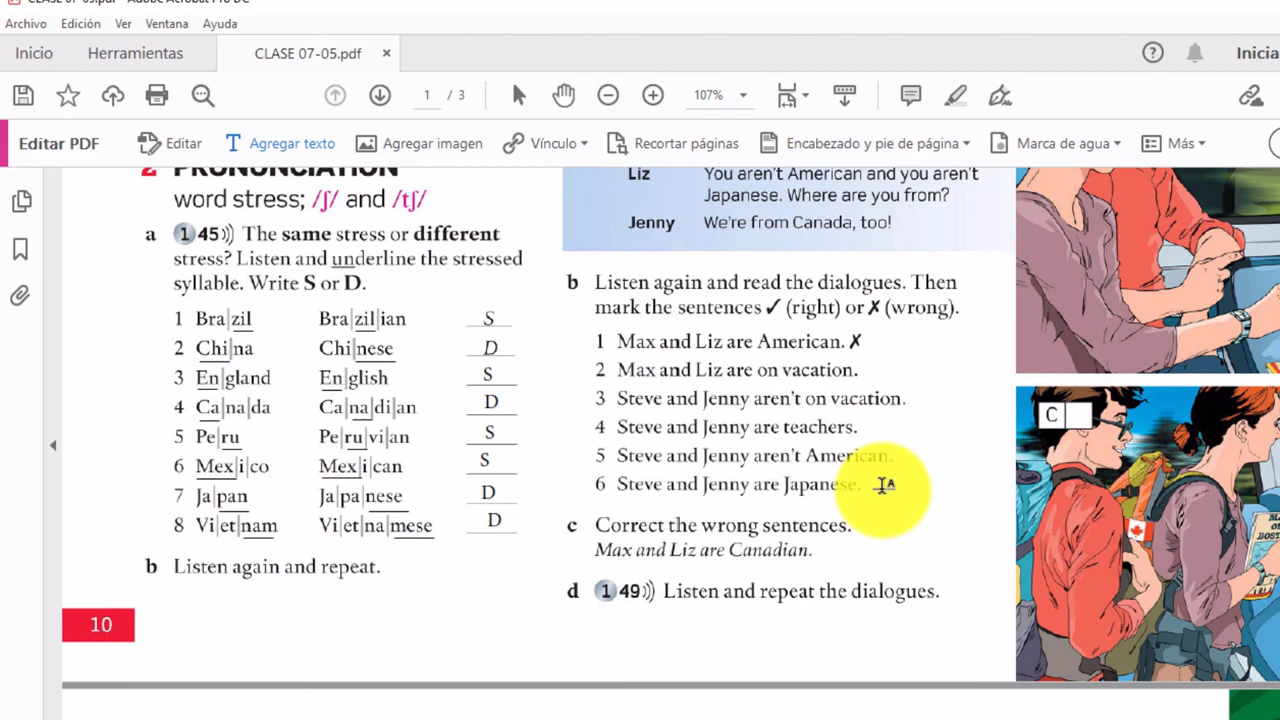 CLASE 07-05.pdf - Adobe Acrobat Pro DC
Archivo Edición Ver Ventana Ayuda
Inicio Herramientas CLASE 07-05.pdf × ? Inicia
1 / 3 107%
Editar PDF Editar Agregar texto Agregar imagen Vínculo Recortar páginas Encabezado y pie de página Marca de agua Más
2 PRONUNCIATION
word stress; /ʃ/ and /tʃ/
a 1 45))) The same stress or different
stress? Listen and underline the stressed
syllable. Write S or D.
1 Bra|zil Bra|zil|ian S
2 Chi|na Chi|nese D
3 En|gland En|glish S
4 Ca|na|da Ca|na|di|an D
5 Pe|ru Pe|ru|vi|an S
6 Mex|i|co Mex|i|can S
7 Ja|pan Ja|pa|nese D
8 Vi|et|nam Vi|et|na|mese D
b Listen again and repeat.
10
Liz You aren't American and you aren't
Japanese. Where are you from?
Jenny We're from Canada, too!
b Listen again and read the dialogues. Then
mark the sentences ✓ (right) or ✗ (wrong).
1 Max and Liz are American. ✗
2 Max and Liz are on vacation.
3 Steve and Jenny aren't on vacation.
4 Steve and Jenny are teachers.
5 Steve and Jenny aren't American.
6 Steve and Jenny are Japanese.
c Correct the wrong sentences.
Max and Liz are Canadian.
d 1 49))) Listen and repeat the dialogues.
C